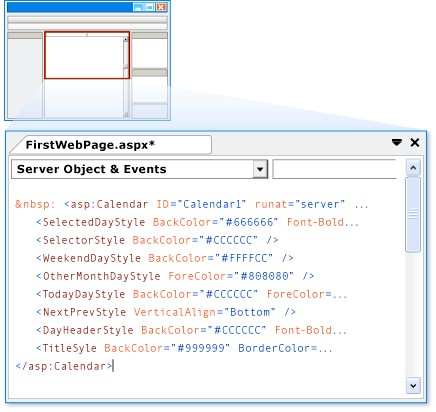 FirstWebPage.aspx*
Server Object & Events
&nbsp: <asp:Calendar ID="Calendar1" runat="server" ...
<SelectedDayStyle BackColor="#666666" Font-Bold...
<SelectorStyle BackColor="#CCCCCC" />
<WeekendDayStyle BackColor="#FFFFCC" />
<OtherMonthDayStyle ForeColor="#808080" />
<TodayDayStyle BackColor="#CCCCCC" ForeColor=...
<NextPrevStyle VerticalAlign="Bottom" />
<DayHeaderStyle BackColor="#CCCCCC" Font-Bold...
<TitleSyle BackColor="#999999" BorderColor=...
</asp:Calendar>